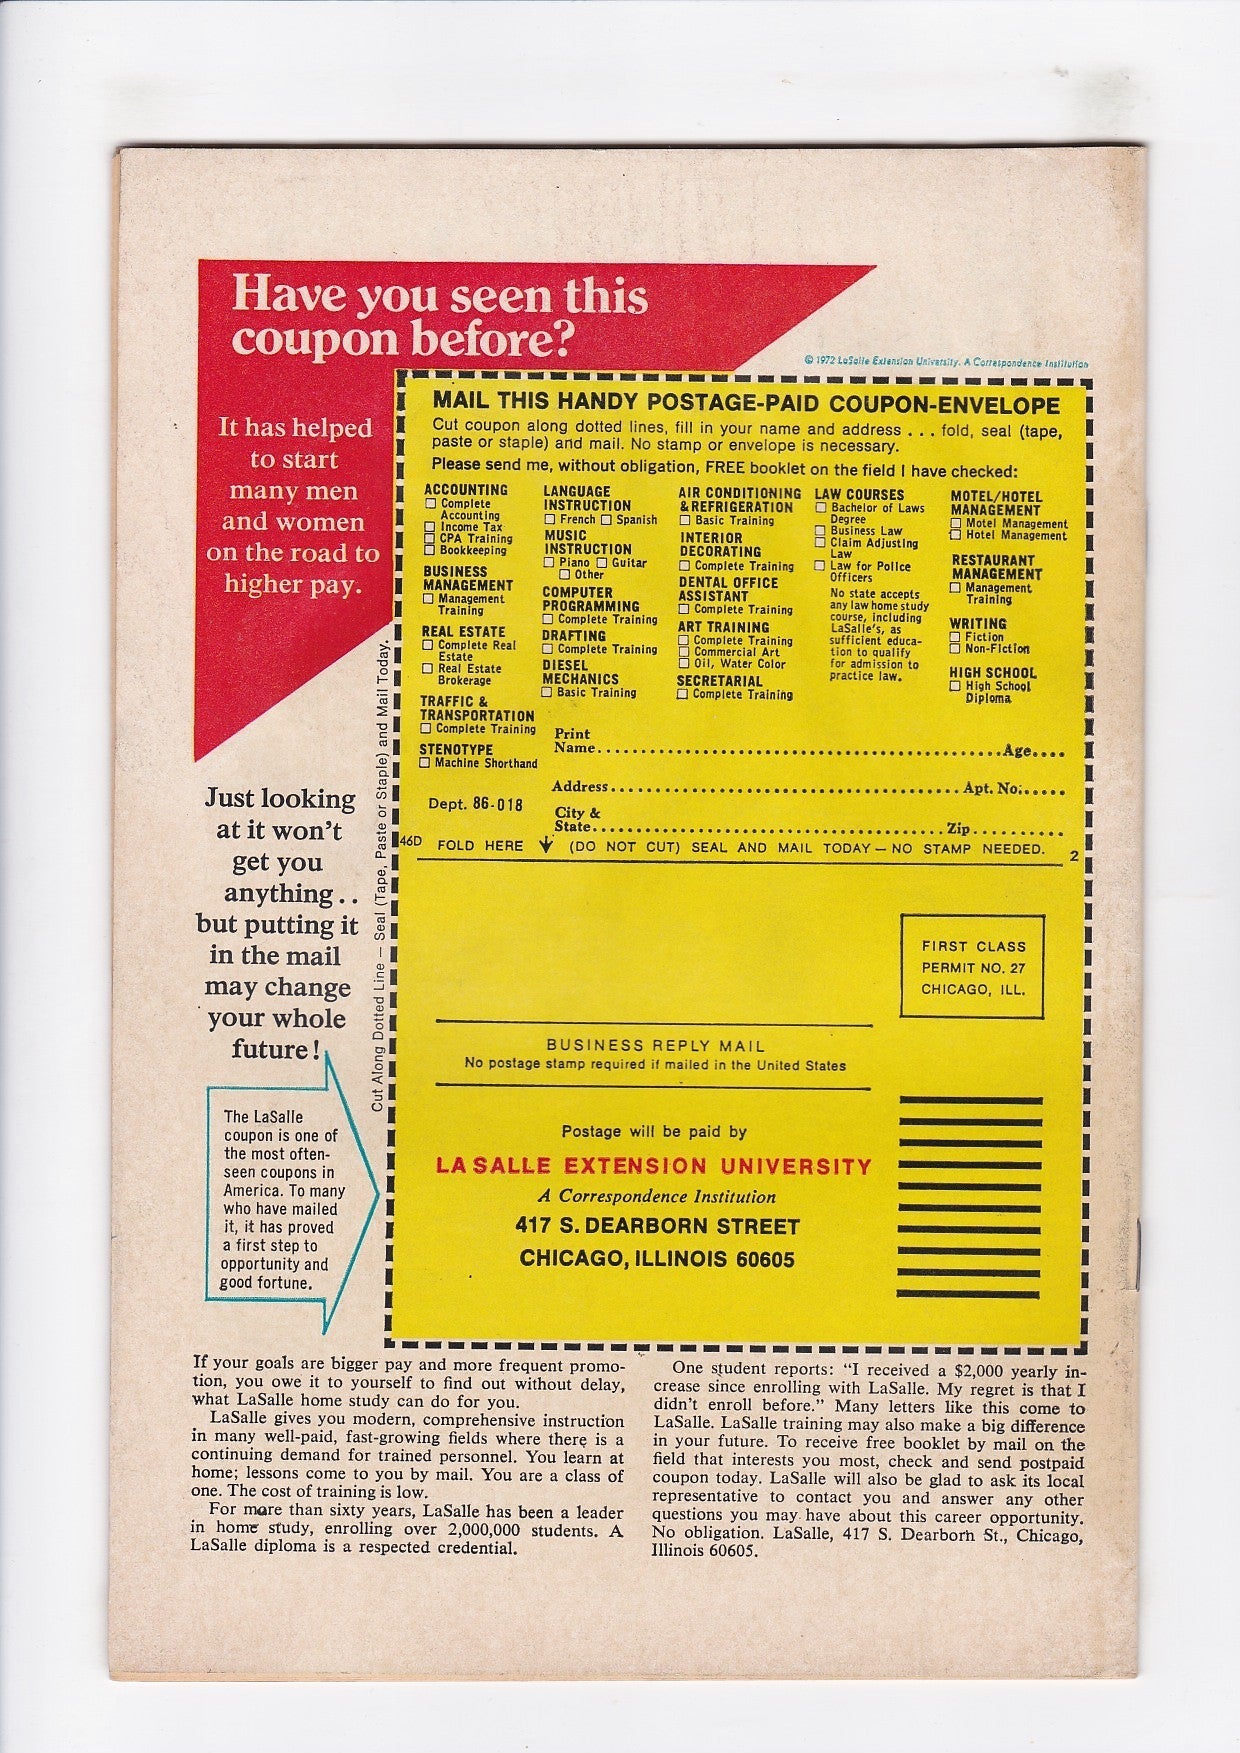 Have you seen this
coupon before?
© 1972 LaSalle Extension University. A Correspondence Institution
It has helped
to start
many men
and women
on the road to
higher pay.
Just looking
at it won't
get you
anything . .
but putting it
in the mail
may change
your whole
future!
The LaSalle
coupon is one of
the most often-
seen coupons in
America. To many
who have mailed
it, it has proved
a first step to
opportunity and
good fortune.
Cut Along Dotted Line — Seal (Tape, Paste or Staple) and Mail Today.
MAIL THIS HANDY POSTAGE-PAID COUPON-ENVELOPE
Cut coupon along dotted lines, fill in your name and address . . . fold, seal (tape,
paste or staple) and mail. No stamp or envelope is necessary.
Please send me, without obligation, FREE booklet on the field I have checked:
ACCOUNTING
☐ Complete
Accounting
☐ Income Tax
☐ CPA Training
☐ Bookkeeping
BUSINESS
MANAGEMENT
☐ Management
Training
REAL ESTATE
☐ Complete Real
Estate
☐ Real Estate
Brokerage
TRAFFIC &
TRANSPORTATION
☐ Complete Training
STENOTYPE
☐ Machine Shorthand
LANGUAGE
INSTRUCTION
☐ French ☐ Spanish
MUSIC
INSTRUCTION
☐ Piano ☐ Guitar
☐ Other
COMPUTER
PROGRAMMING
☐ Complete Training
DRAFTING
☐ Complete Training
DIESEL
MECHANICS
☐ Basic Training
AIR CONDITIONING
& REFRIGERATION
☐ Basic Training
INTERIOR
DECORATING
☐ Complete Training
DENTAL OFFICE
ASSISTANT
☐ Complete Training
ART TRAINING
☐ Complete Training
☐ Commercial Art
☐ Oil, Water Color
SECRETARIAL
☐ Complete Training
LAW COURSES
☐ Bachelor of Laws
Degree
☐ Business Law
☐ Claim Adjusting
Law
☐ Law for Police
Officers
No state accepts
any law home study
course, including
LaSalle's, as
sufficient educa-
tion to qualify
for admission to
practice law.
MOTEL/HOTEL
MANAGEMENT
☐ Motel Management
☐ Hotel Management
RESTAURANT
MANAGEMENT
☐ Management
Training
WRITING
☐ Fiction
☐ Non-Fiction
HIGH SCHOOL
☐ High School
Diploma
Print
Name........................................Age....
Address........................................Apt. No......
Dept. 86-018
City &
State........................................Zip..........
46D FOLD HERE ↓ (DO NOT CUT) SEAL AND MAIL TODAY — NO STAMP NEEDED. 2
FIRST CLASS
PERMIT NO. 27
CHICAGO, ILL.
BUSINESS REPLY MAIL
No postage stamp required if mailed in the United States
Postage will be paid by
LA SALLE EXTENSION UNIVERSITY
A Correspondence Institution
417 S. DEARBORN STREET
CHICAGO, ILLINOIS 60605
If your goals are bigger pay and more frequent promo-
tion, you owe it to yourself to find out without delay,
what LaSalle home study can do for you.
LaSalle gives you modern, comprehensive instruction
in many well-paid, fast-growing fields where there is a
continuing demand for trained personnel. You learn at
home; lessons come to you by mail. You are a class of
one. The cost of training is low.
For more than sixty years, LaSalle has been a leader
in home study, enrolling over 2,000,000 students. A
LaSalle diploma is a respected credential.
One student reports: "I received a $2,000 yearly in-
crease since enrolling with LaSalle. My regret is that I
didn't enroll before." Many letters like this come to
LaSalle. LaSalle training may also make a big difference
in your future. To receive free booklet by mail on the
field that interests you most, check and send postpaid
coupon today. LaSalle will also be glad to ask its local
representative to contact you and answer any other
questions you may have about this career opportunity.
No obligation. LaSalle, 417 S. Dearborn St., Chicago,
Illinois 60605.